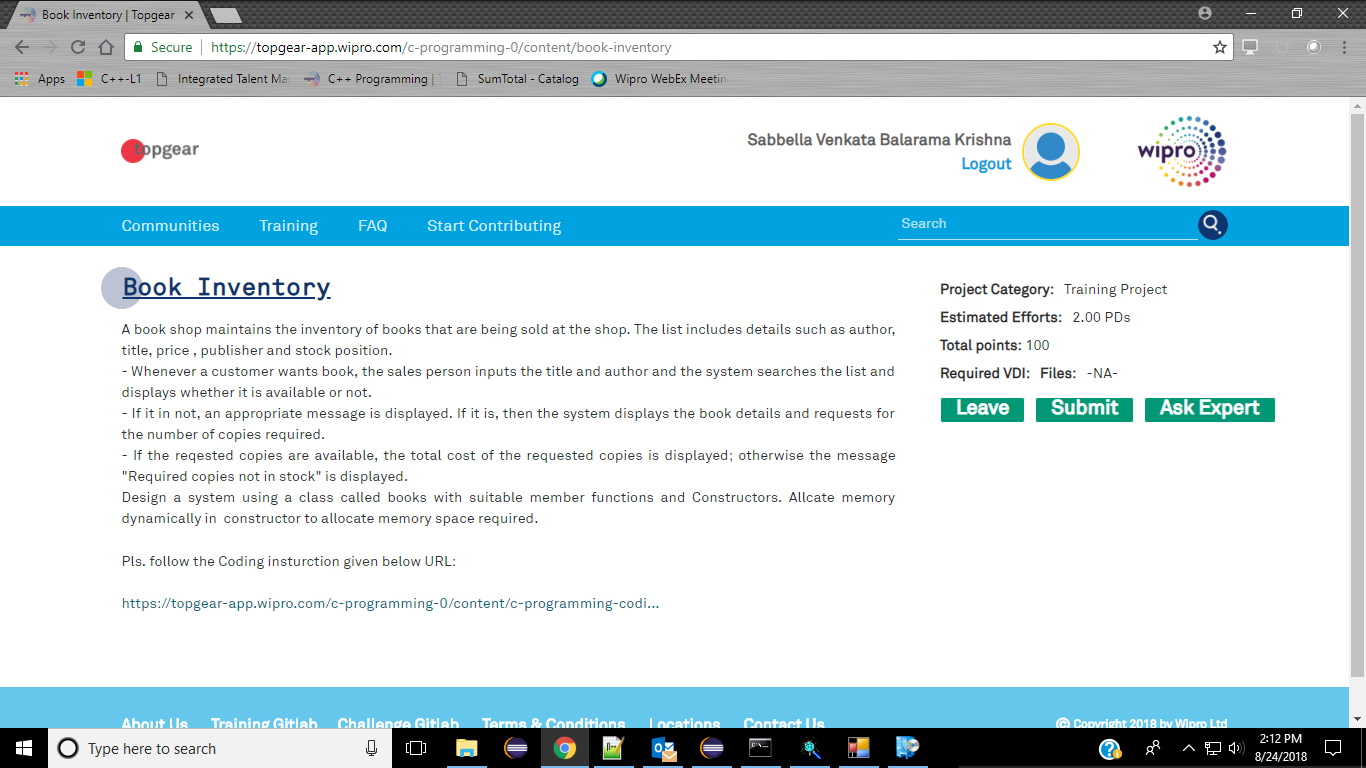 Book Inventory | Topgear
Secure https://topgear-app.wipro.com/c-programming-0/content/book-inventory
Apps C++-L1 Integrated Talent Ma C++ Programming | SumTotal - Catalog Wipro WebEx Meetin
topgear
Sabbella Venkata Balarama Krishna
Logout
wipro
Communities Training FAQ Start Contributing Search
Book Inventory
A book shop maintains the inventory of books that are being sold at the shop. The list includes details such as author,
title, price , publisher and stock position.
- Whenever a customer wants book, the sales person inputs the title and author and the system searches the list and
displays whether it is available or not.
- If it in not, an appropriate message is displayed. If it is, then the system displays the book details and requests for
the number of copies required.
- If the reqested copies are available, the total cost of the requested copies is displayed; otherwise the message
"Required copies not in stock" is displayed.
Design a system using a class called books with suitable member functions and Constructors. Allcate memory
dynamically in constructor to allocate memory space required.
Pls. follow the Coding insturction given below URL:
https://topgear-app.wipro.com/c-programming-0/content/c-programming-codi...
Project Category: Training Project
Estimated Efforts: 2.00 PDs
Total points: 100
Required VDI: Files: -NA-
Leave Submit Ask Expert
About Us Training Gitlab Challenge Gitlab Terms & Conditions Locations Contact Us © Copyright 2018 by Wipro Ltd
Type here to search
2:12 PM
8/24/2018